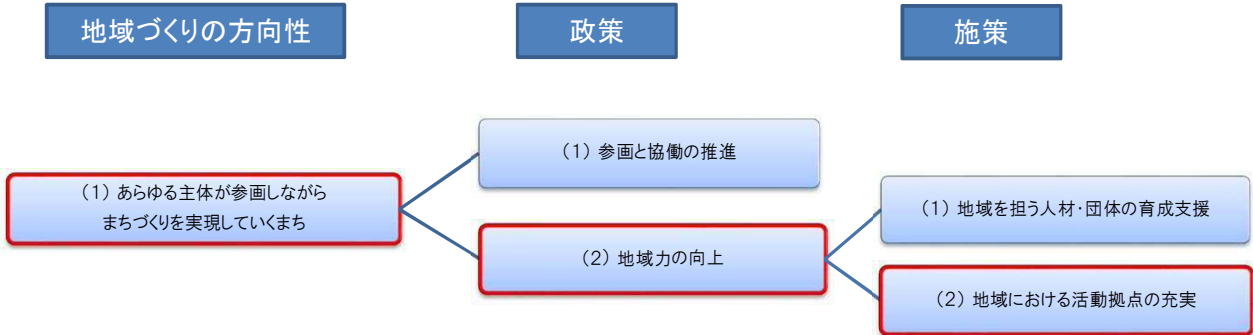 地域づくりの方向性
政策
施策
（１）あらゆる主体が参画しながら
まちづくりを実現していくまち
（１）参画と協働の推進
（２）地域力の向上
（１）地域を担う人材・団体の育成支援
（２）地域における活動拠点の充実